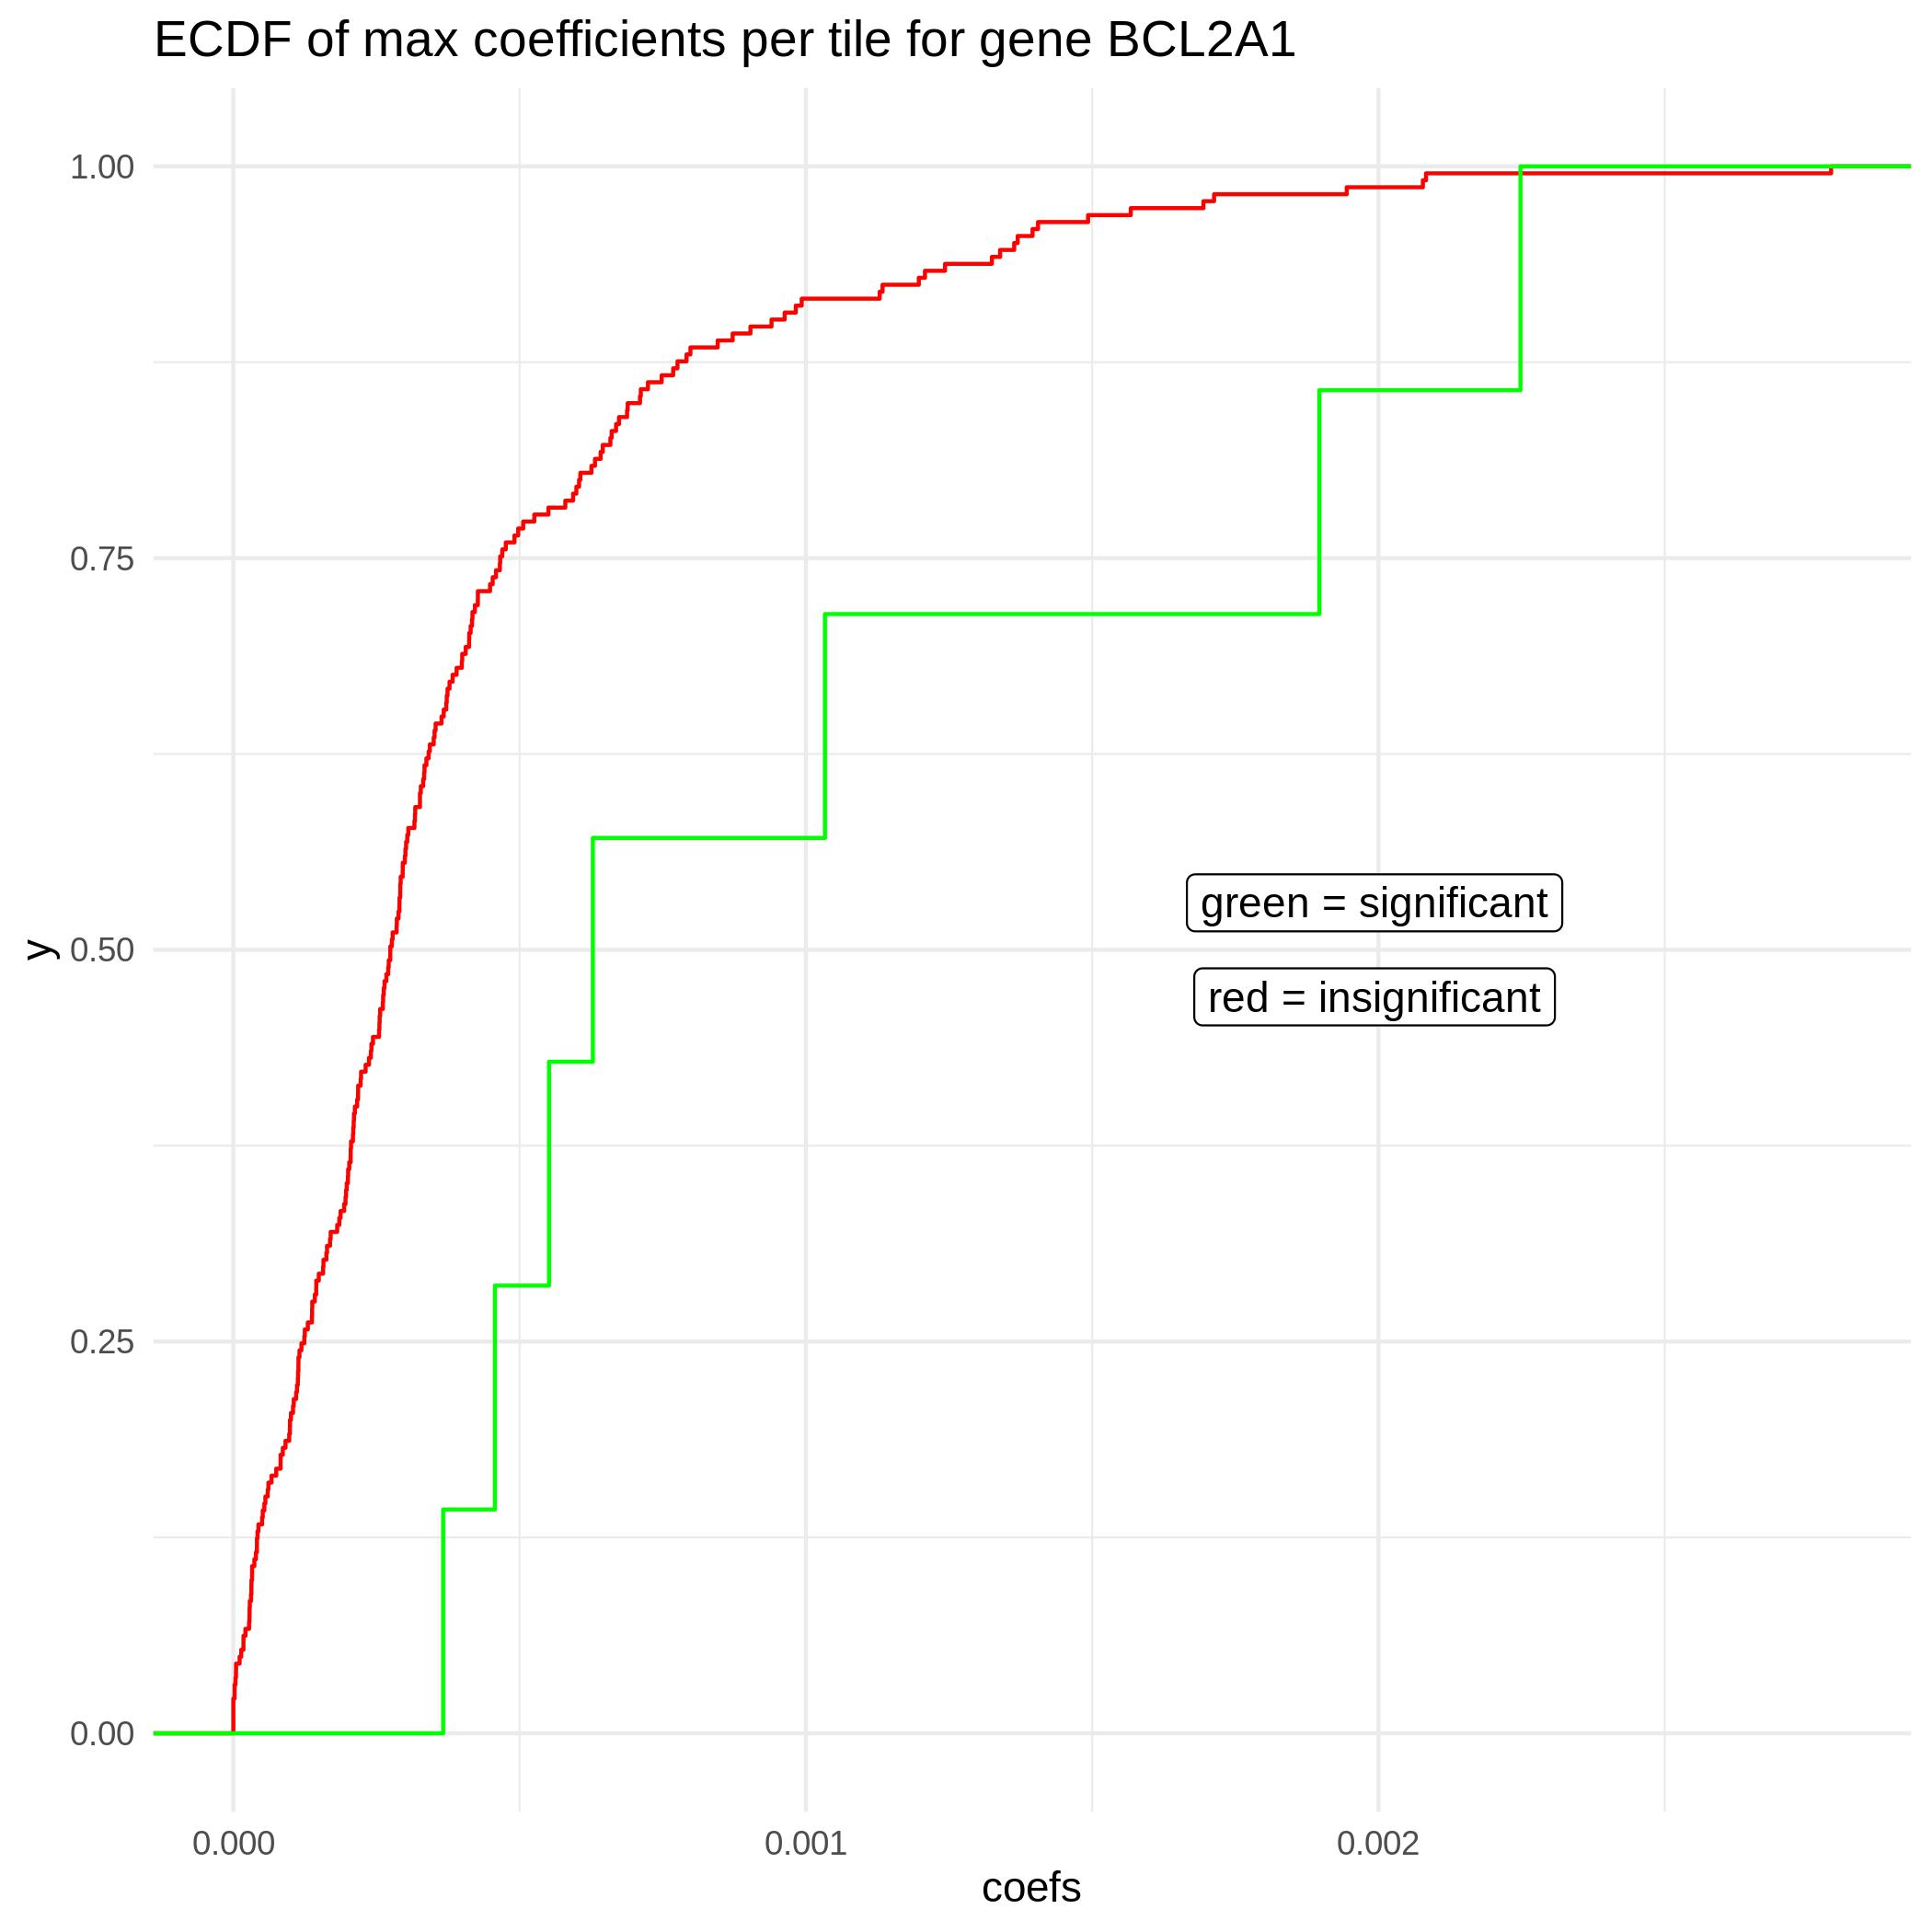 ECDF of max coefficients per tile for gene BCL2A1
1.00
0.75
0.50
0.25
0.00
y
green = significant
red = insignificant
0.000 0.001 0.002
coefs